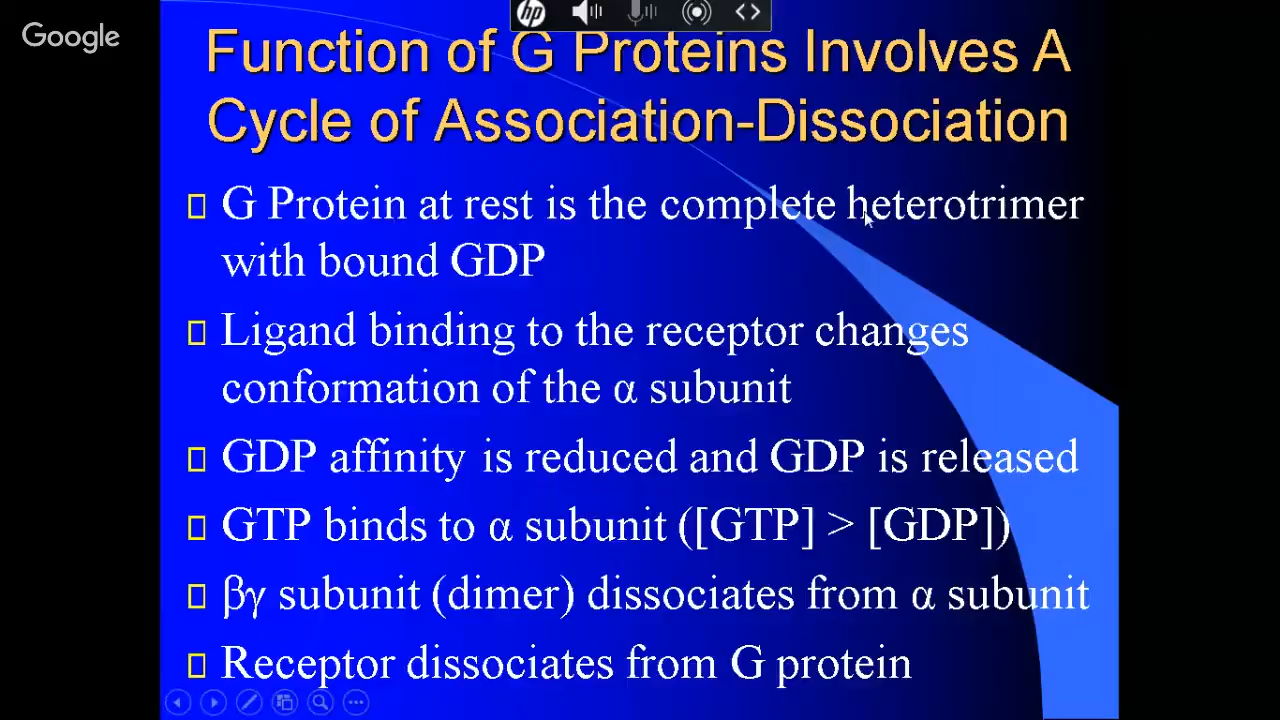 Google
hp
Function of G Proteins Involves A
Cycle of Association-Dissociation
G Protein at rest is the complete heterotrimer
with bound GDP
Ligand binding to the receptor changes
conformation of the α subunit
GDP affinity is reduced and GDP is released
GTP binds to α subunit ([GTP] > [GDP])
βγ subunit (dimer) dissociates from α subunit
Receptor dissociates from G protein